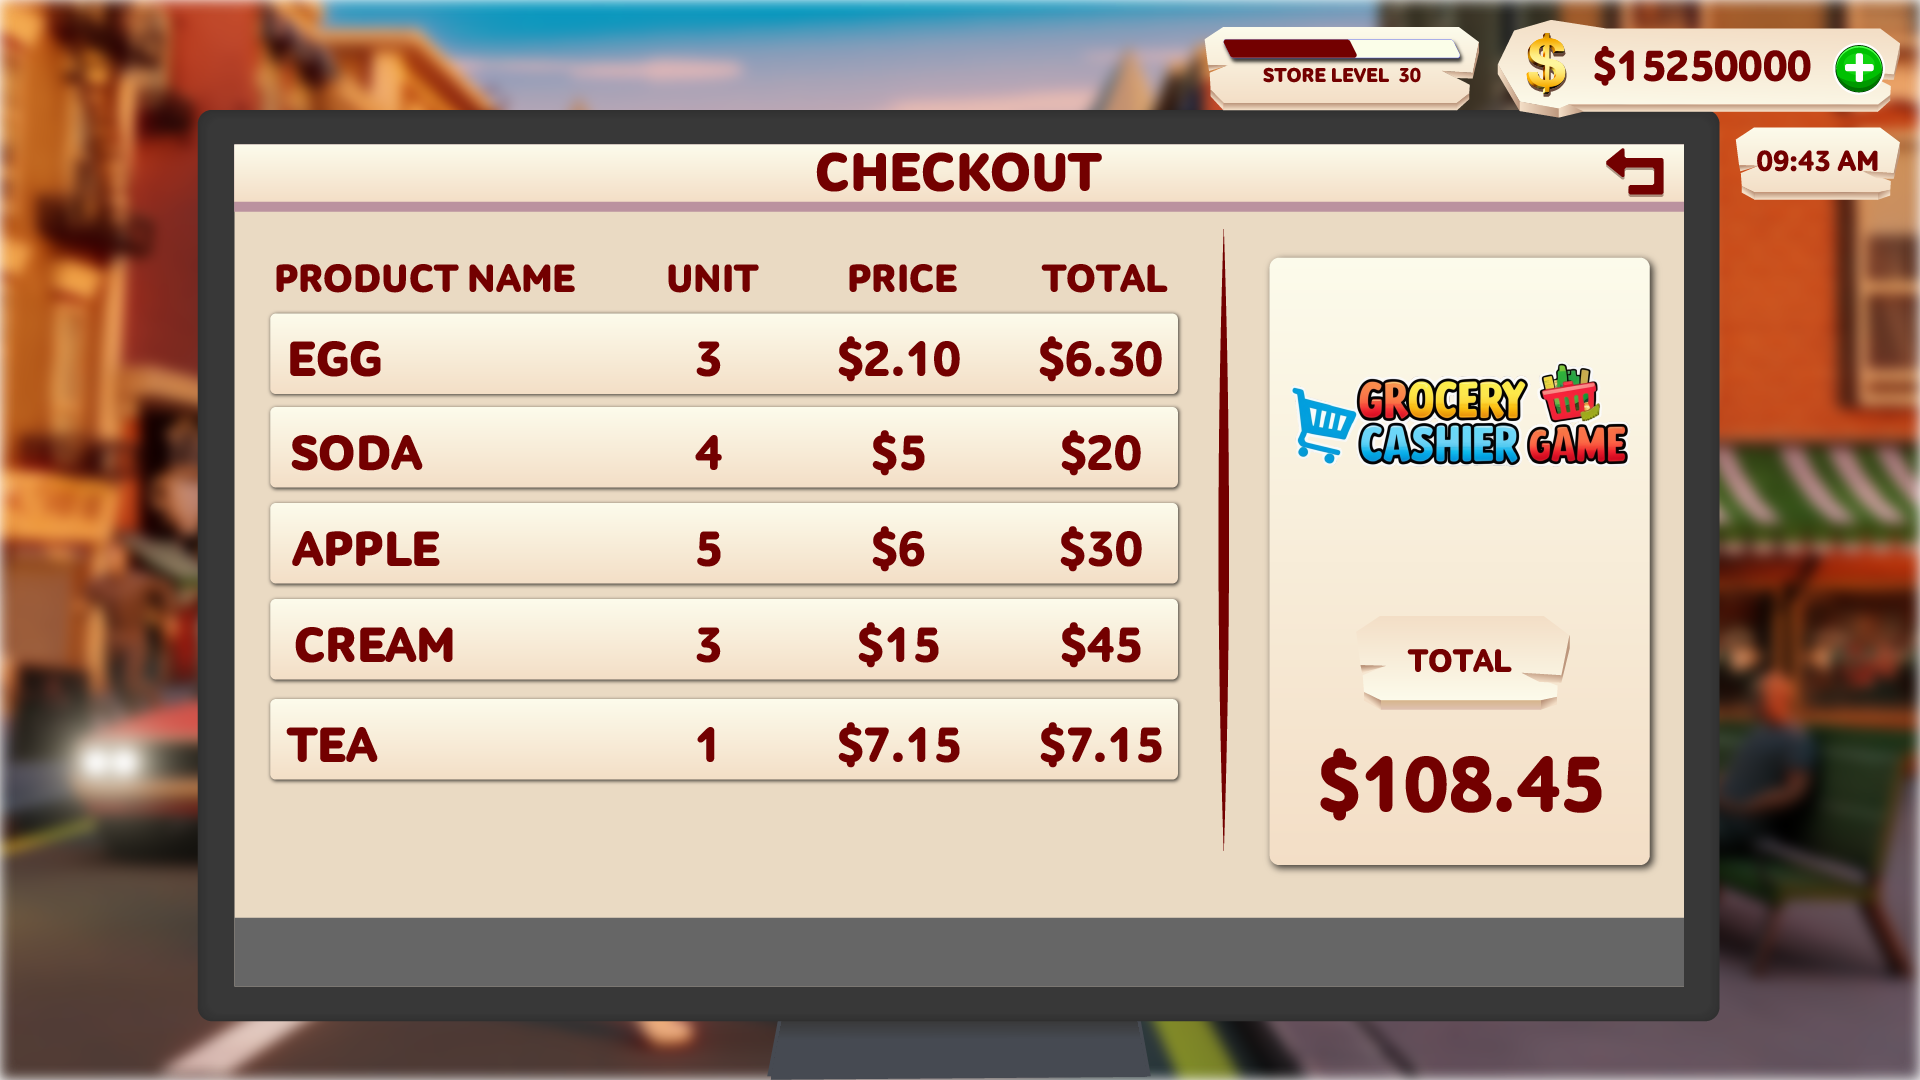 STORE LEVEL 30
$ $15250000
09:43 AM
CHECKOUT
PRODUCT NAME UNIT PRICE TOTAL
EGG 3 $2.10 $6.30
SODA 4 $5 $20
APPLE 5 $6 $30
CREAM 3 $15 $45
TEA 1 $7.15 $7.15
GROCERY
CASHIER GAME
TOTAL
$108.45